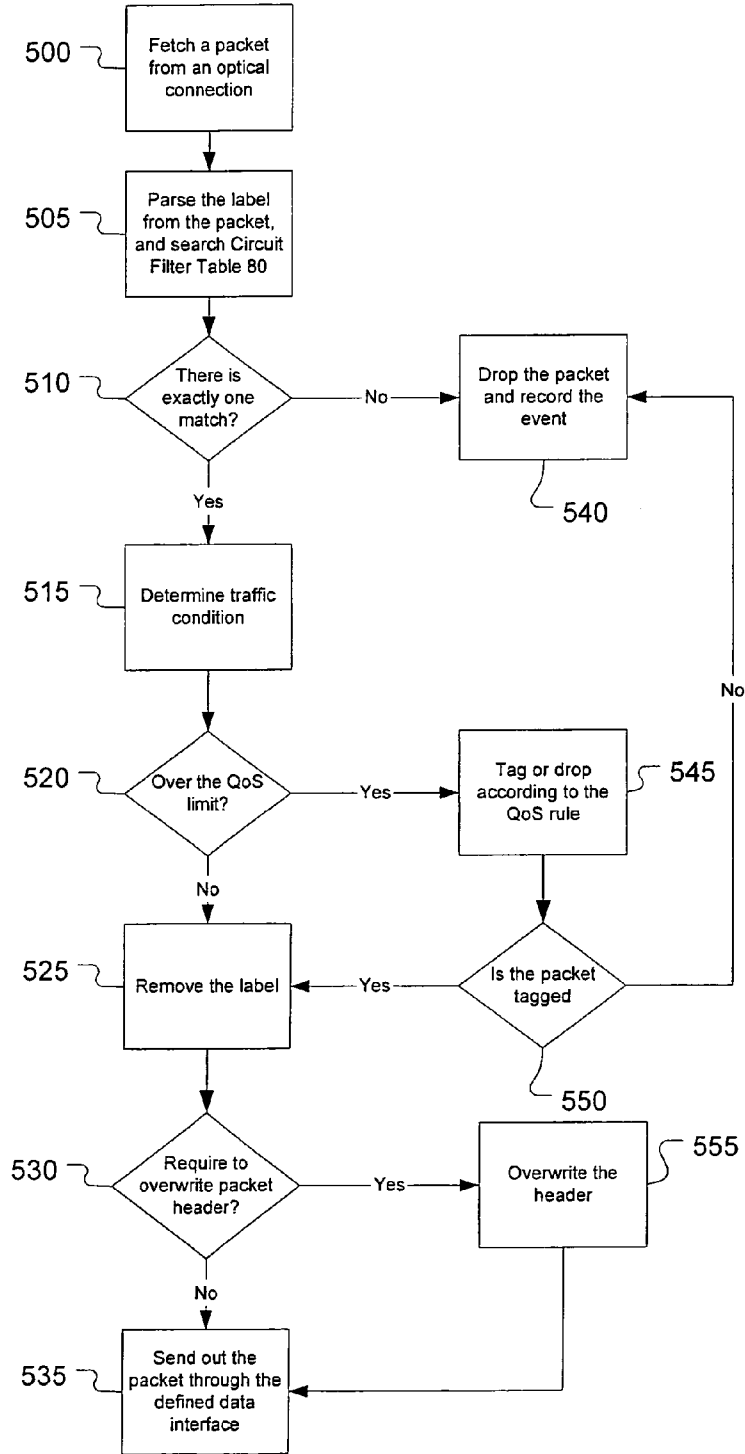 500
Fetch a packet
from an optical
connection
505
Parse the label
from the packet,
and search Circuit
Filter Table 80
510
There is
exactly one
match?
No
Drop the packet
and record the
event
540
Yes
515
Determine traffic
condition
No
520
Over the QoS
limit?
Yes
Tag or drop
according to the
QoS rule
545
No
525
Remove the label
Yes
Is the packet
tagged
550
530
Require to
overwrite packet
header?
Yes
Overwrite the
header
555
No
535
Send out the
packet through the
defined data
interface